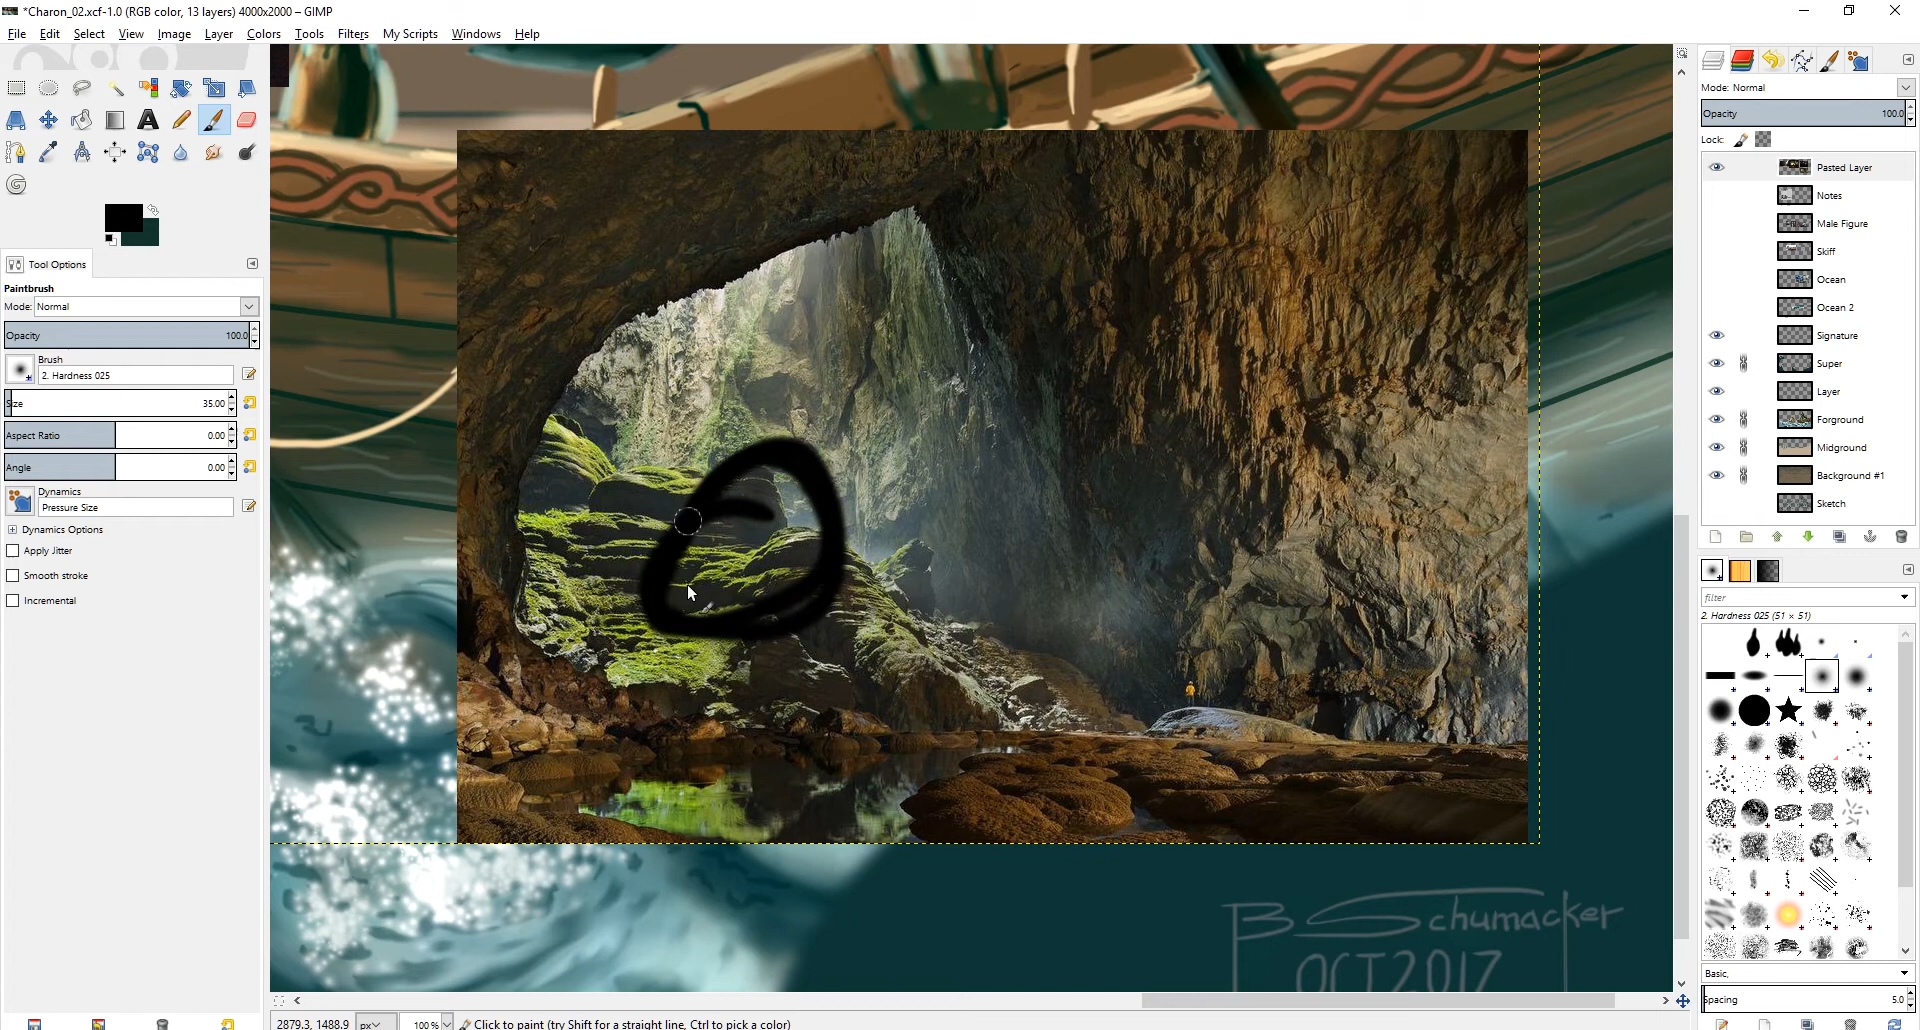 *Charon_02.xcf-1.0 (RGB color, 13 layers) 4000x2000 – GIMP
File Edit Select View Image Layer Colors Tools Filters My Scripts Windows Help
Tool Options
Paintbrush
Mode: Normal
Opacity 100.0
Brush
2. Hardness 025
Size 35.00
Aspect Ratio 0.00
Angle 0.00
Dynamics
Pressure Size
Dynamics Options
Apply Jitter
Smooth stroke
Incremental
B Schumacker
OCT 2017
2879.3, 1488.9 px 100 % Click to paint (try Shift for a straight line, Ctrl to pick a color)
Mode: Normal
Opacity 100.0
Lock:
Pasted Layer
Notes
Male Figure
Skiff
Ocean
Ocean 2
Signature
Super
Layer
Forground
Midground
Background #1
Sketch
filter
2. Hardness 025 (51 × 51)
Basic,
Spacing 5.0